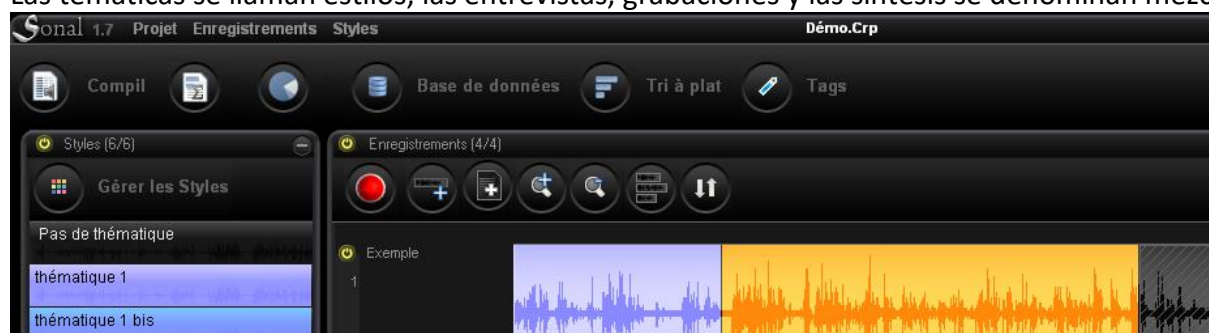 Las temáticas se llaman estilos, las entrevistas, grabaciones y las síntesis se denominan
Sonal 1.7 Projet Enregistrements Styles Démo.Crp
Compil Base de données Tri à plat Tags
Styles (6/6) Enregistrements (4/4)
Gérer les Styles
Pas de thématique
Exemple
thématique 1
1
thématique 1 bis